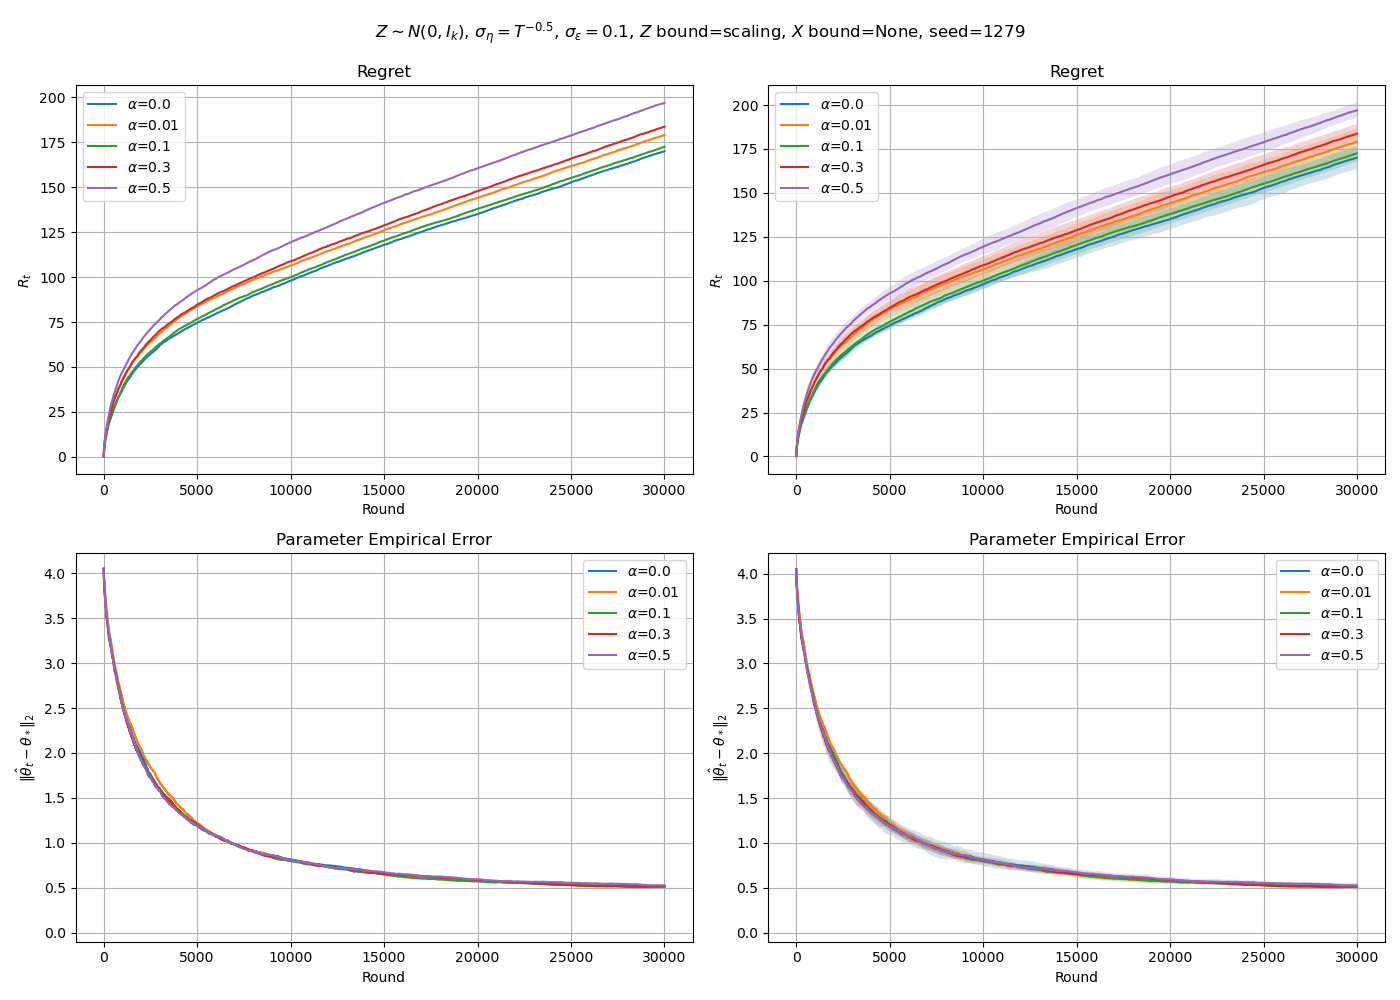 Z ~ N(0, I_k), σ_η = T^{-0.5}, σ_ε = 0.1, Z bound=scaling, X bound=None, seed=1279
Regret
200
175
150
125
100
75
50
25
0
R_t
α=0.0
α=0.01
α=0.1
α=0.3
α=0.5
0 5000 10000 15000 20000 25000 30000
Round
Regret
200
175
150
125
100
75
50
25
0
R_t
α=0.0
α=0.01
α=0.1
α=0.3
α=0.5
0 5000 10000 15000 20000 25000 30000
Round
Parameter Empirical Error
4.0
3.5
3.0
2.5
2.0
1.5
1.0
0.5
0.0
‖θ̂_t − θ_*‖_2
α=0.0
α=0.01
α=0.1
α=0.3
α=0.5
0 5000 10000 15000 20000 25000 30000
Round
Parameter Empirical Error
4.0
3.5
3.0
2.5
2.0
1.5
1.0
0.5
0.0
‖θ̂_t − θ_*‖_2
α=0.0
α=0.01
α=0.1
α=0.3
α=0.5
0 5000 10000 15000 20000 25000 30000
Round